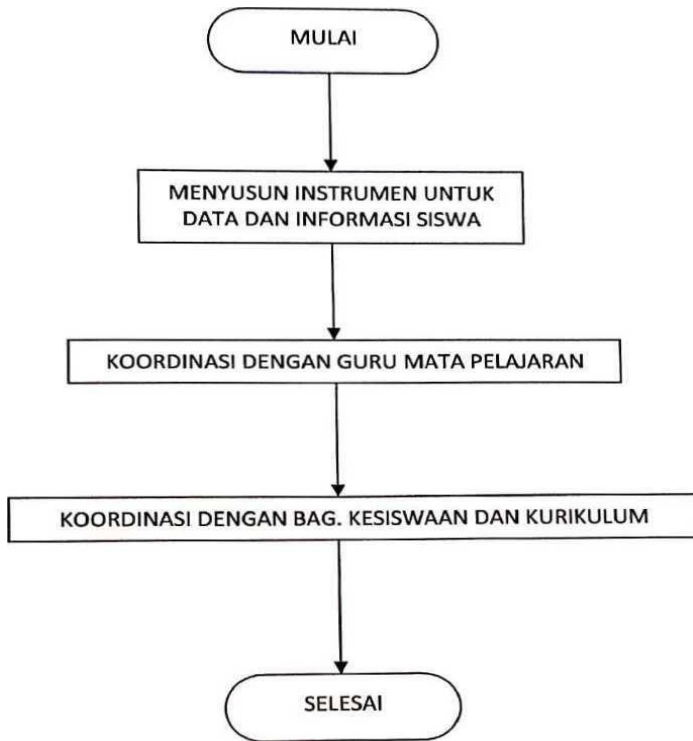 MULAI
MENYUSUN INSTRUMEN UNTUK
DATA DAN INFORMASI SISWA
KOORDINASI DENGAN GURU MATA PELAJARAN
KOORDINASI DENGAN BAG. KESISWAAN DAN KURIKULUM
SELESAI